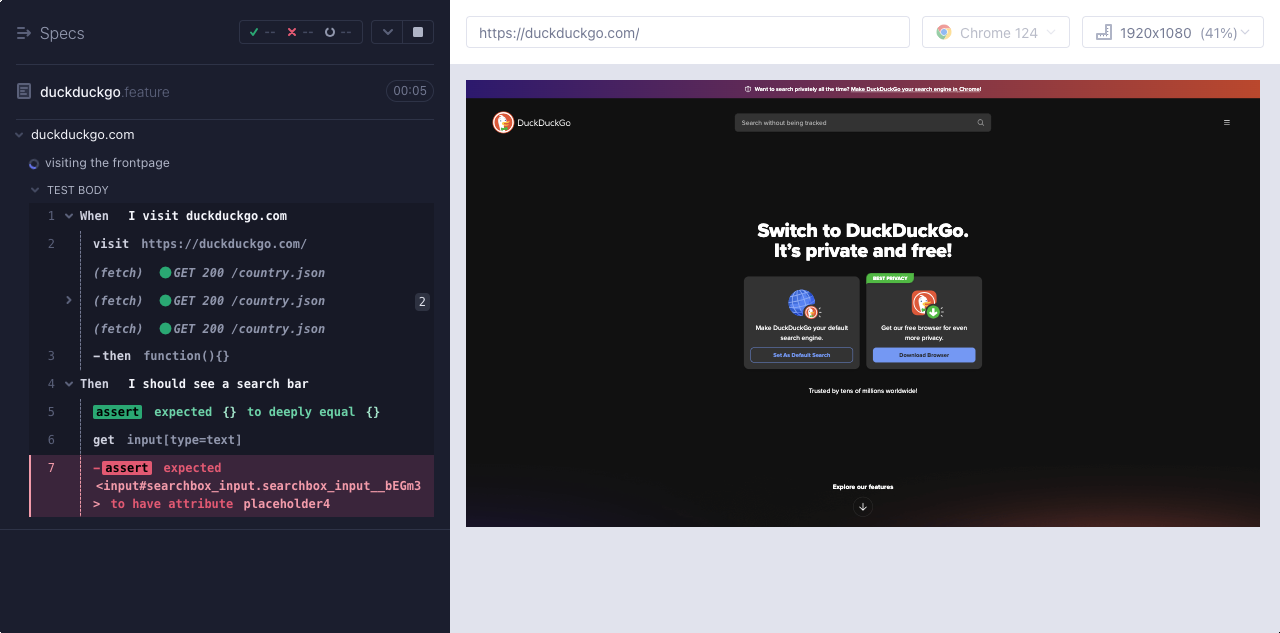 Specs
-- -- --
duckduckgo.feature
00:05
duckduckgo.com
visiting the frontpage
TEST BODY
1 When I visit duckduckgo.com
2 visit https://duckduckgo.com/
(fetch) GET 200 /country.json
(fetch) GET 200 /country.json 2
(fetch) GET 200 /country.json
3 -then function(){}
4 Then I should see a search bar
5 assert expected {} to deeply equal {}
6 get input[type=text]
7 -assert expected
<input#searchbox_input.searchbox_input__bEGm3
> to have attribute placeholder4
https://duckduckgo.com/
Chrome 124
1920x1080 (41%)
Want to search privately all the time? Make DuckDuckGo your search engine in Chrome!
DuckDuckGo
Search without being tracked
Switch to DuckDuckGo.
It's private and free!
Make DuckDuckGo your default
search engine.
Set As Default Search
BEST PRIVACY
Get our free browser for even
more privacy.
Download Browser
Trusted by tens of millions worldwide!
Explore our features